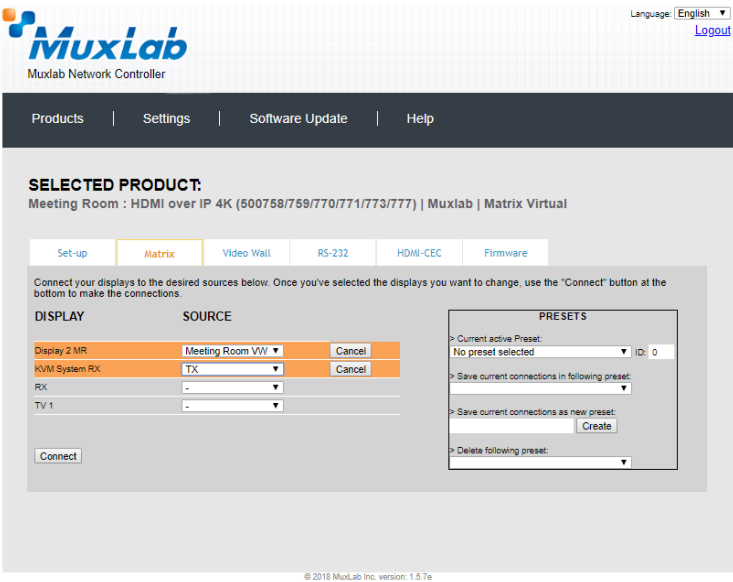 Language: English
Logout
MuxLab
Muxlab Network Controller
Products | Settings | Software Update | Help
SELECTED PRODUCT:
Meeting Room : HDMI over IP 4K (500758/759/770/771/773/777) | Muxlab | Matrix Virtual
Set-up Matrix Video Wall RS-232 HDMI-CEC Firmware
Connect your displays to the desired sources below. Once you've selected the displays you want to change, use the "Connect" button at the
bottom to make the connections.
DISPLAY SOURCE
Display 2 MR Meeting Room VW Cancel
KVM System RX TX Cancel
RX -
TV 1 -
Connect
PRESETS
> Current active Preset:
No preset selected ID: 0
> Save current connections in following preset:
> Save current connections as new preset:
Create
> Delete following preset:
© 2018 MuxLab Inc. version: 1.5.7e